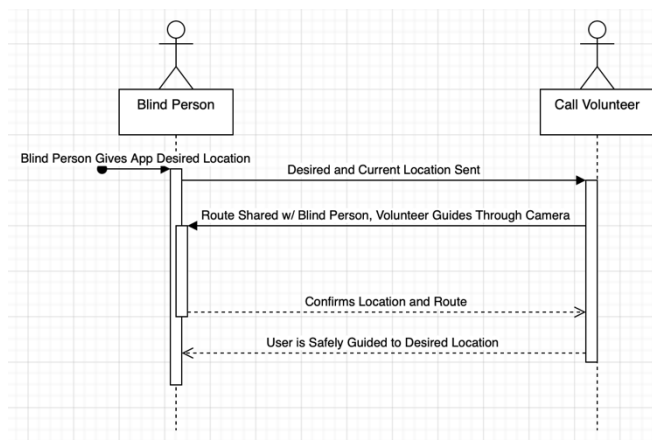 Blind Person
Call Volunteer
Blind Person Gives App Desired Location
Desired and Current Location Sent
Route Shared w/ Blind Person, Volunteer Guides Through Camera
Confirms Location and Route
User is Safely Guided to Desired Location